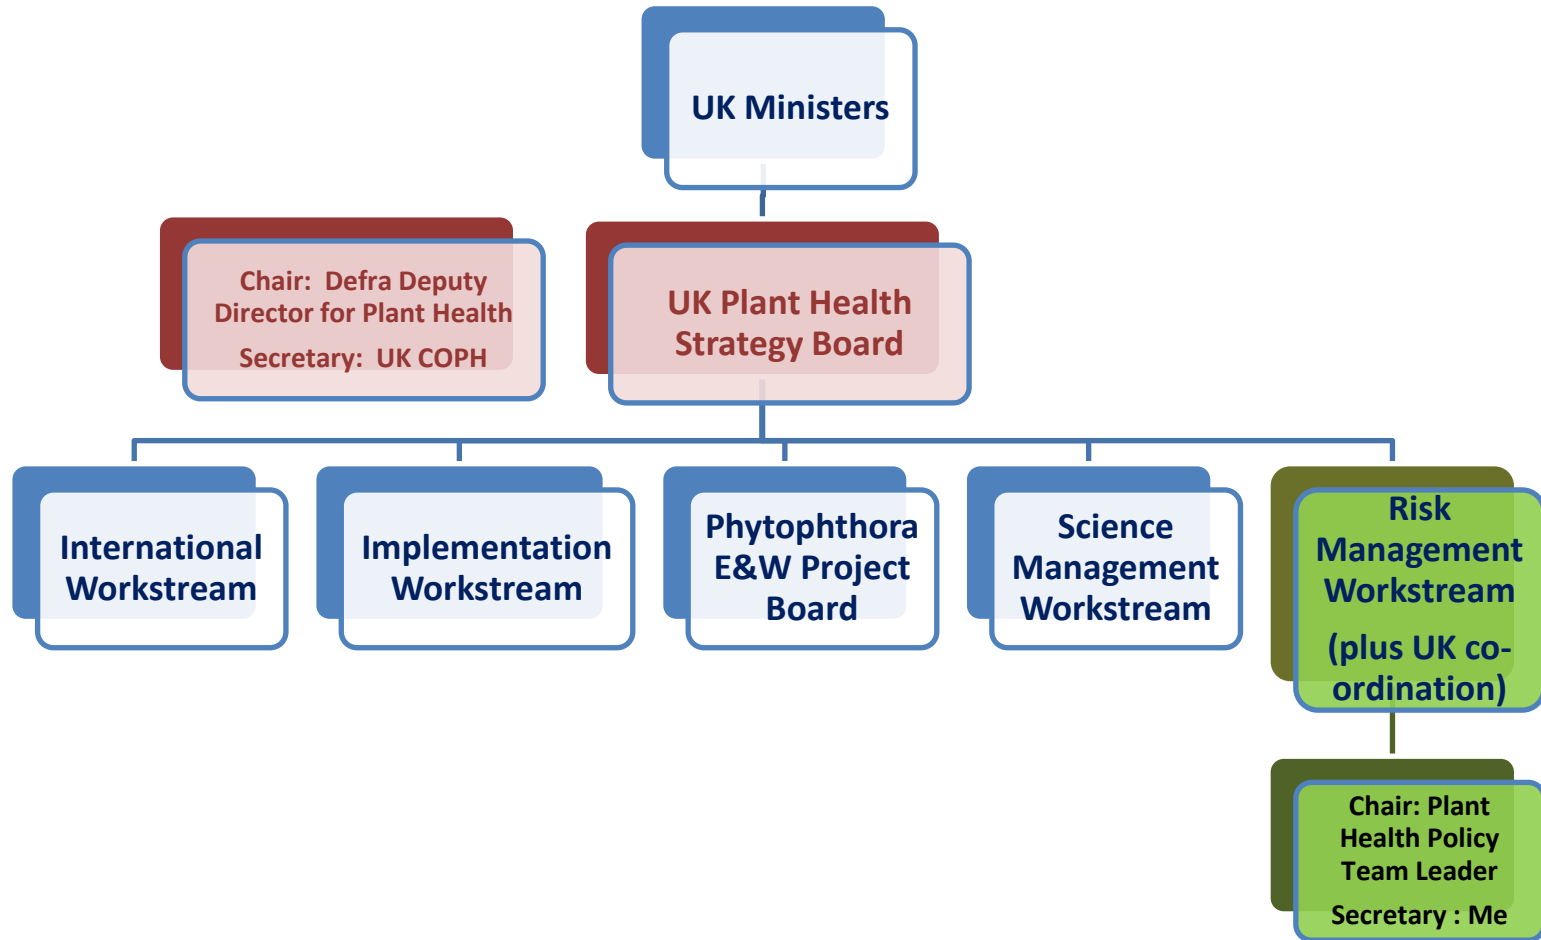 UK Ministers
Chair:  Defra Deputy
Director for Plant Health
Secretary:  UK COPH
UK Plant Health
Strategy Board
International
Workstream
Implementation
Workstream
Phytophthora
E&W Project
Board
Science
Management
Workstream
Risk
Management
Workstream
(plus UK co-
ordination)
Chair: Plant
Health Policy
Team Leader
Secretary : Me